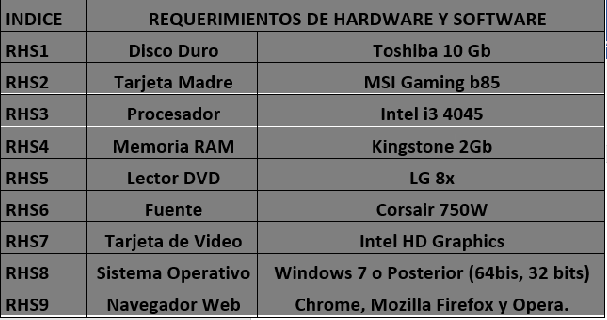 INDICE REQUERIMIENTOS DE HARDWARE Y SOFTWARE
RHS1 Disco Duro Toshiba 10 Gb
RHS2 Tarjeta Madre MSI Gaming b85
RHS3 Procesador Intel i3 4045
RHS4 Memoria RAM Kingstone 2Gb
RHS5 Lector DVD LG 8x
RHS6 Fuente Corsair 750W
RHS7 Tarjeta de Video Intel HD Graphics
RHS8 Sistema Operativo Windows 7 o Posterior (64bis, 32 bits)
RHS9 Navegador Web Chrome, Mozilla Firefox y Opera.